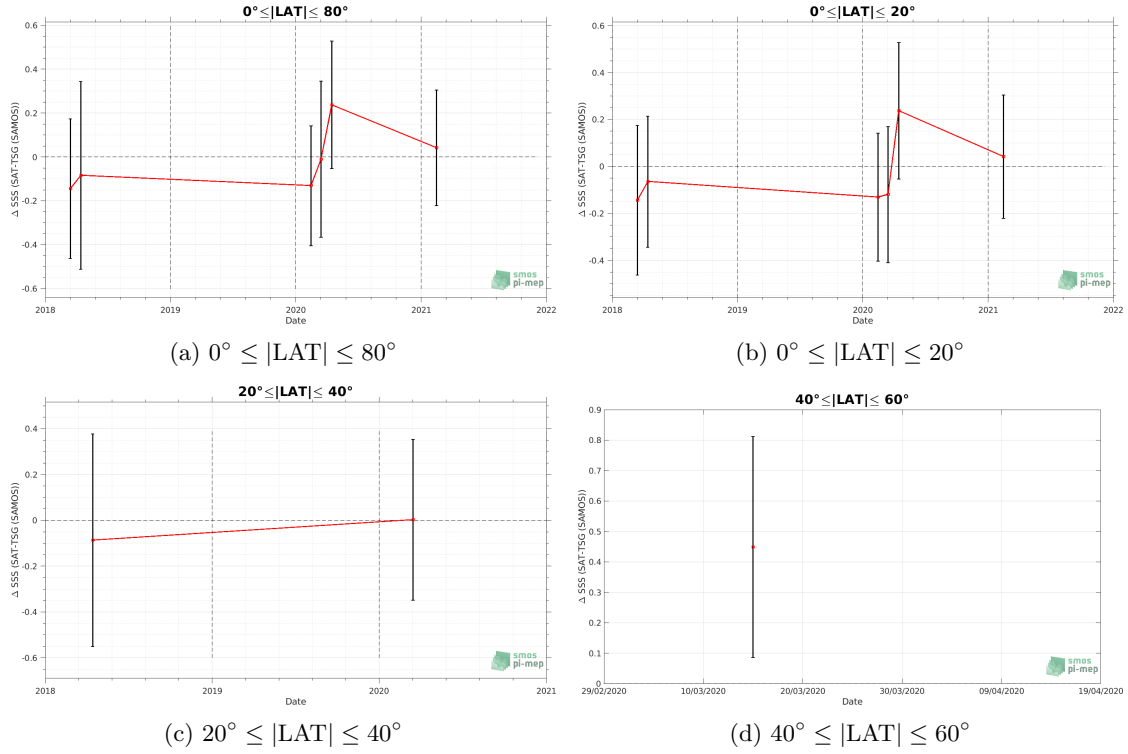 0°≤|LAT|≤ 80°
Δ SSS (SAT-TSG (SAMOS))
0.6
0.4
0.2
0
-0.2
-0.4
-0.6
2018
2019
2020
2021
2022
Date
smos
pi-mep
(a) 0° ≤ |LAT| ≤ 80°
0°≤|LAT|≤ 20°
Δ SSS (SAT-TSG (SAMOS))
0.6
0.4
0.2
0
-0.2
-0.4
2018
2019
2020
2021
2022
Date
smos
pi-mep
(b) 0° ≤ |LAT| ≤ 20°
20°≤|LAT|≤ 40°
Δ SSS (SAT-TSG (SAMOS))
0.4
0.2
0
-0.2
-0.4
-0.6
2018
2019
2020
2021
Date
smos
pi-mep
(c) 20° ≤ |LAT| ≤ 40°
40°≤|LAT|≤ 60°
Δ SSS (SAT-TSG (SAMOS))
0.9
0.8
0.7
0.6
0.5
0.4
0.3
0.2
0.1
0
29/02/2020
10/03/2020
20/03/2020
30/03/2020
09/04/2020
19/04/2020
Date
smos
pi-mep
(d) 40° ≤ |LAT| ≤ 60°